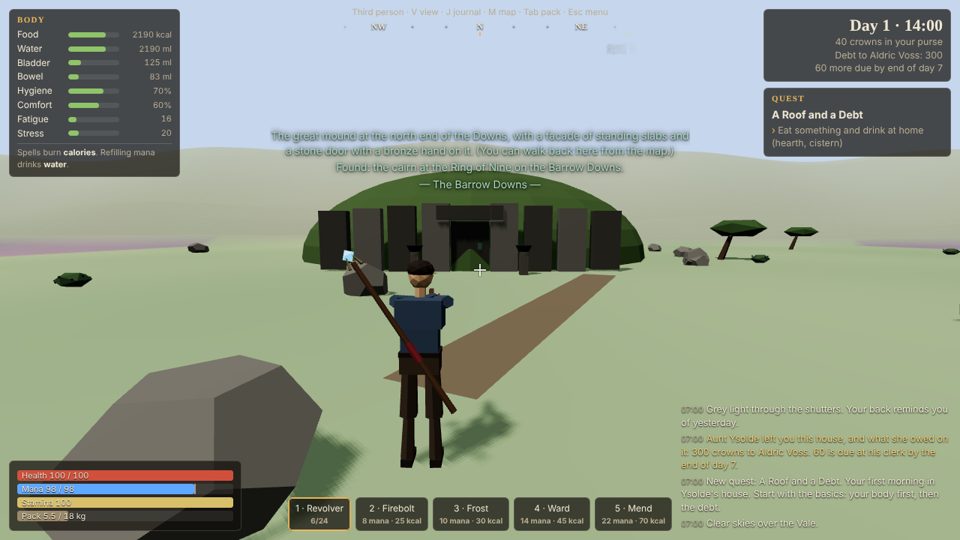 BODY
Food 2190 kcal
Water 2190 ml
Bladder 125 ml
Bowel 83 ml
Hygiene 70%
Comfort 60%
Fatigue 16
Stress 20
Spells burn calories. Refilling mana
drinks water.
Third person · V view · J journal · M map · Tab pack · Esc menu
NW N NE
Day 1 · 14:00
40 crowns in your purse
Debt to Aldric Voss: 300
60 more due by end of day 7
QUEST
A Roof and a Debt
› Eat something and drink at home
(hearth, cistern)
The great mound at the north end of the Downs, with a facade of standing slabs and
a stone door with a bronze hand on it. (You can walk back here from the map.)
Found: the cairn at the Ring of Nine on the Barrow Downs.
— The Barrow Downs —
07:00 Grey light through the shutters. Your back reminds you
of yesterday.
07:00 Aunt Ysolde left you this house, and what she owed on
it: 300 crowns to Aldric Voss. 60 is due at his clerk by the
end of day 7.
07:00 New quest: A Roof and a Debt. Your first morning in
Ysolde's house. Start with the basics: your body first, then
the debt.
07:00 Clear skies over the Vale.
Health 100 / 100
Mana 98 / 98
Stamina 100
Pack 5.5 / 18 kg
1 · Revolver
6/24
2 · Firebolt
8 mana · 25 kcal
3 · Frost
10 mana · 30 kcal
4 · Ward
14 mana · 45 kcal
5 · Mend
22 mana · 70 kcal